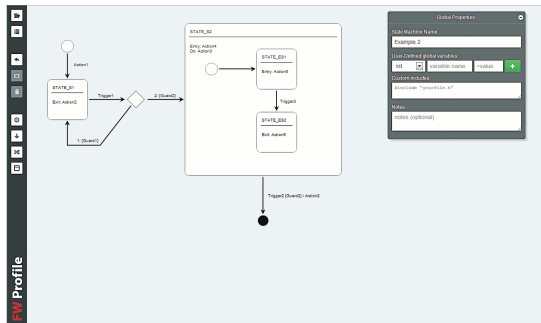 FW Profile
Action1
STATE_S1
Exit: Action2
Trigger1
1: [Guard1]
2: [Guard2]
STATE_S2
Entry: Action4
Do: Action3
STATE_ES1
Entry: Action5
Trigger3
STATE_ES2
Exit: Action6
Trigger2 [Guard2] / Action2
Global Properties
State Machine Name
Example 2
User-Defined global variables
int
variable name
=value
+
Custom includes
#include "yourfile.h"
Notes
notes (optional)